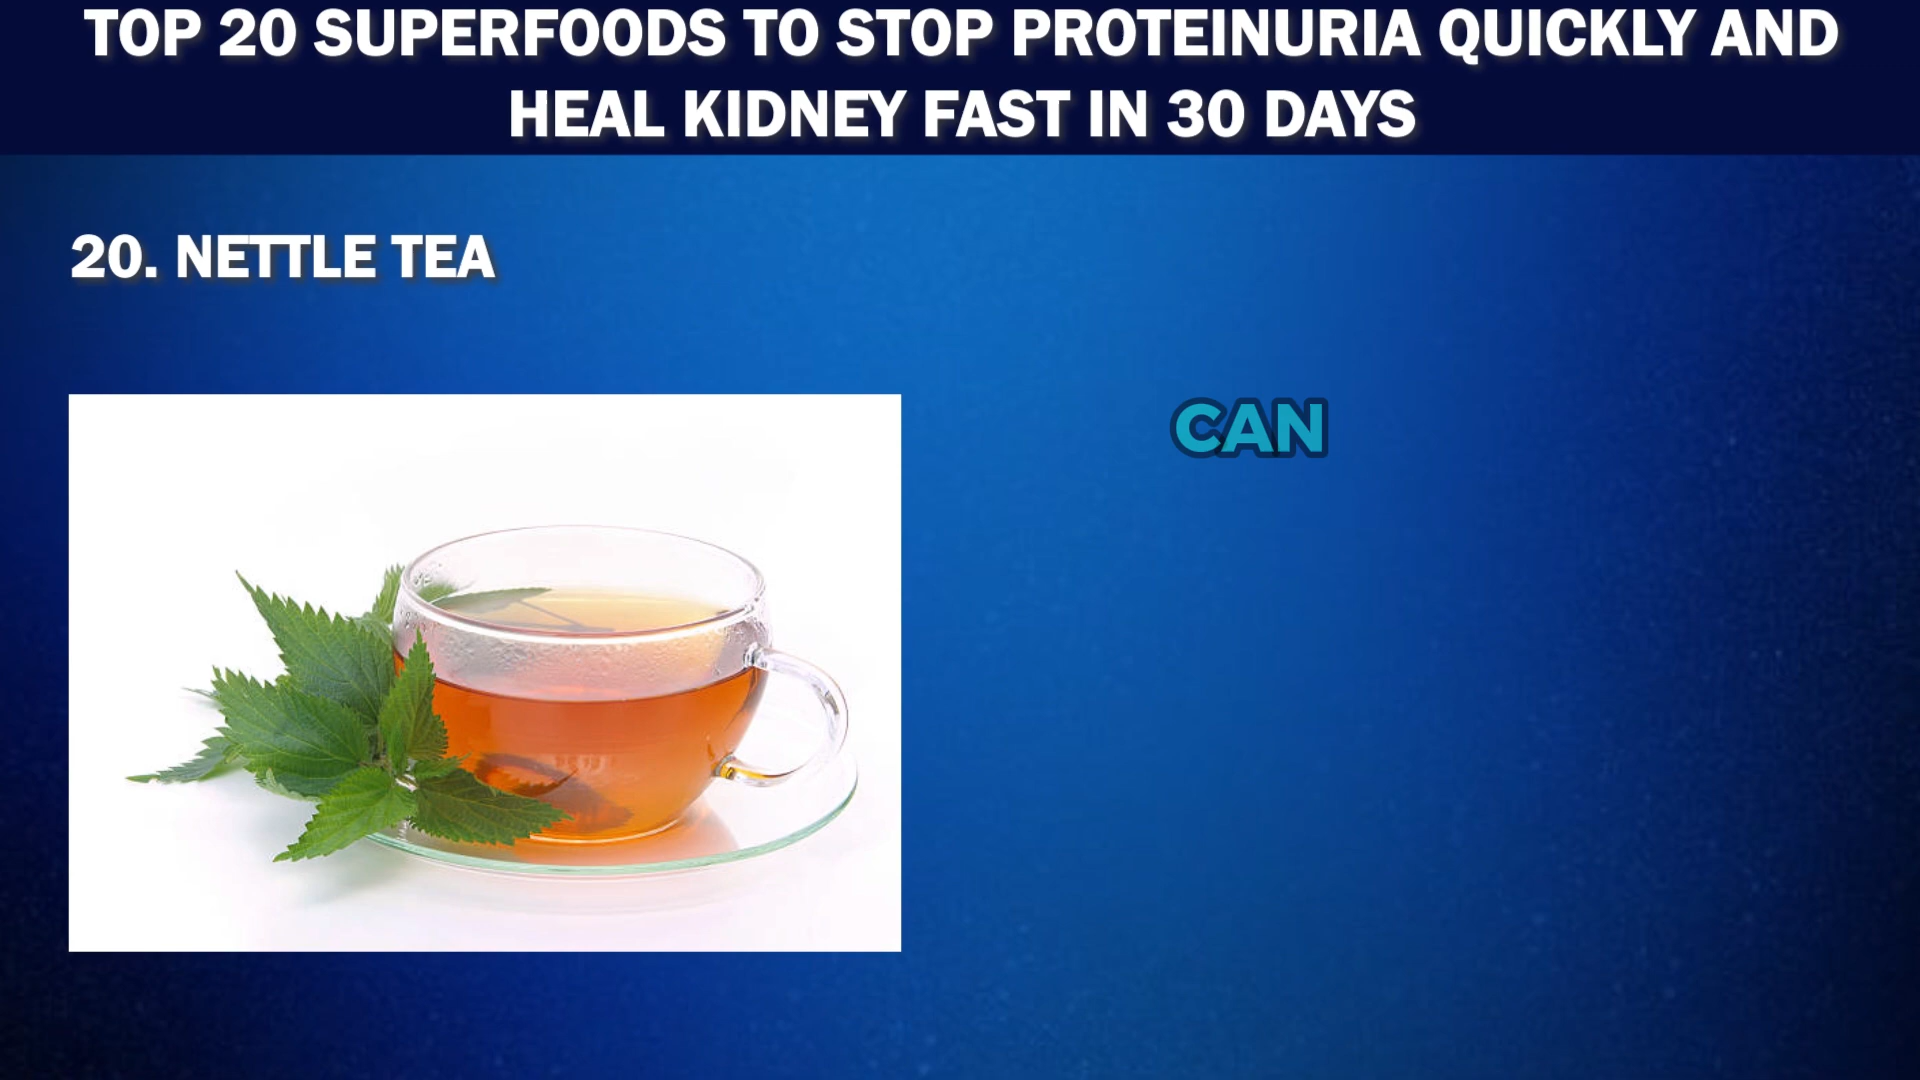 TOP 20 SUPERFOODS TO STOP PROTEINURIA QUICKLY AND
HEAL KIDNEY FAST IN 30 DAYS
20. NETTLE TEA
CAN